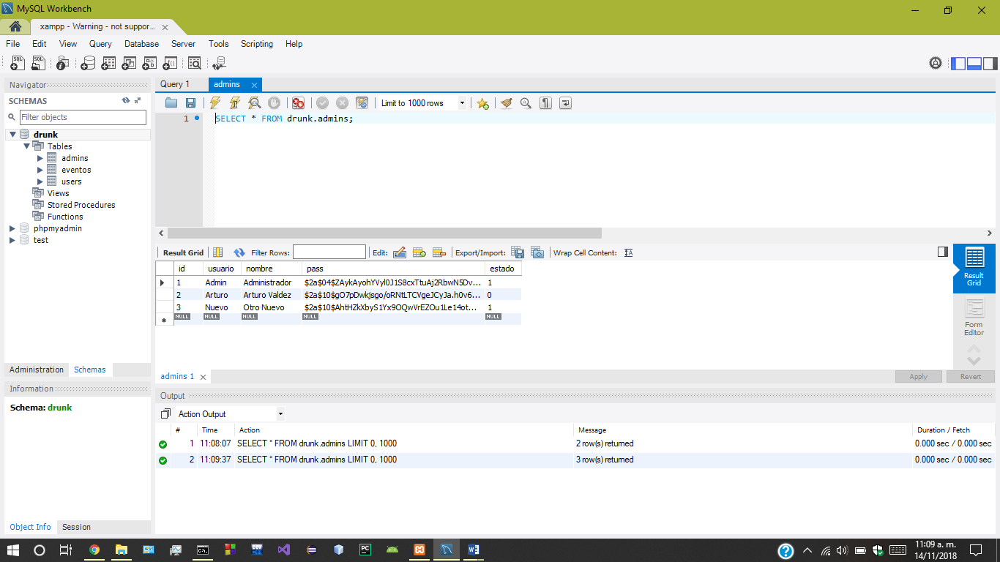 MySQL Workbench
xampp - Warning - not suppor...
File Edit View Query Database Server Tools Scripting Help
Navigator
SCHEMAS
Filter objects
drunk
Tables
admins
eventos
users
Views
Stored Procedures
Functions
phpmyadmin
test
Administration Schemas
Information
Schema: drunk
Object Info Session
Query 1 admins
Limit to 1000 rows
1 SELECT * FROM drunk.admins;
Result Grid Filter Rows: Edit: Export/Import: Wrap Cell Content:
id usuario nombre pass estado
1 Admin Administrador $2a$04$ZAykAyohYVyl0J1S8cxTtuAj2RbwN5Dv... 1
2 Arturo Arturo Valdez $2a$10$gO7pDwkjsgo/oRNtLTCVgeJCyJa.h0v6... 0
3 Nuevo Otro Nuevo $2a$10$AhtHZkXbyS1Yx9OQwVrEZOu1Le14ot... 1
NULL NULL NULL NULL NULL
Result
Grid
Form
Editor
admins 1
Apply Revert
Output
Action Output
# Time Action Message Duration / Fetch
1 11:08:07 SELECT * FROM drunk.admins LIMIT 0, 1000 2 row(s) returned 0.000 sec / 0.000 sec
2 11:09:37 SELECT * FROM drunk.admins LIMIT 0, 1000 3 row(s) returned 0.000 sec / 0.000 sec
11:09 a. m.
14/11/2018